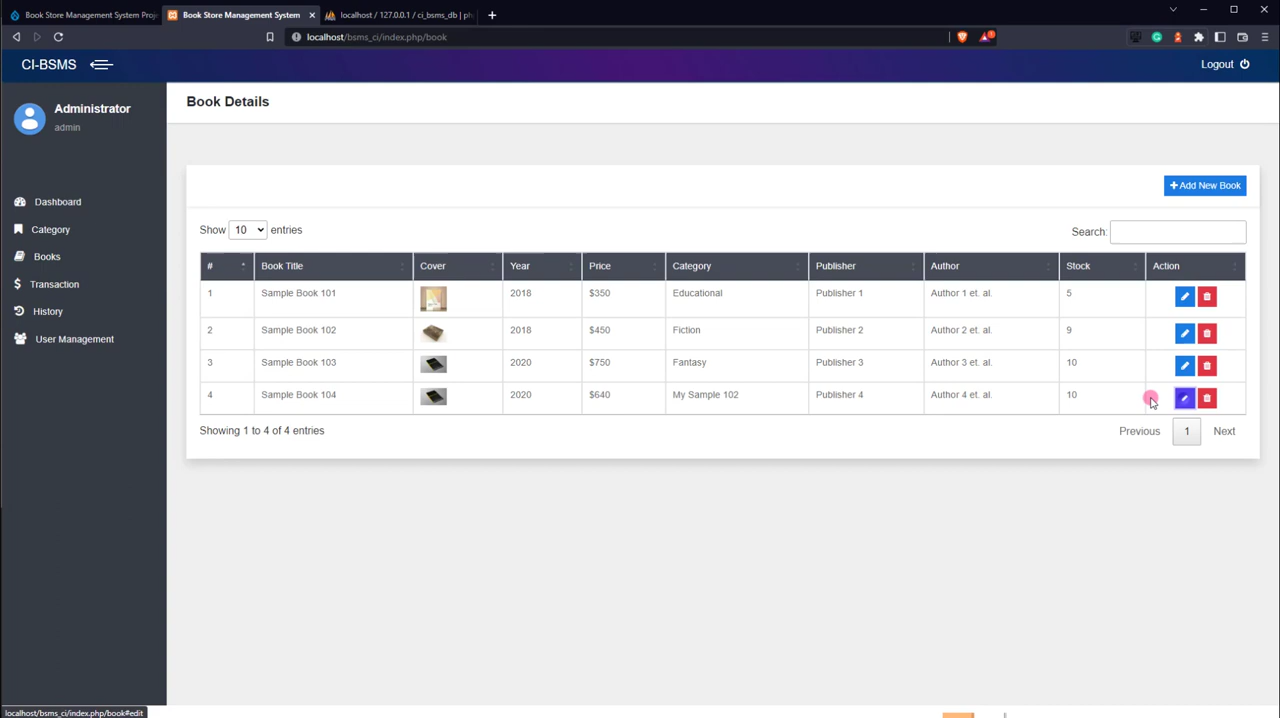 Book Store Management System Proj
Book Store Management System
localhost / 127.0.0.1 / ci_bsms_db | ph
localhost/bsms_ci/index.php/book
CI-BSMS
Logout
Administrator
admin
Dashboard
Category
Books
Transaction
History
User Management
Book Details
Add New Book
Show 10 entries
Search:
# Book Title Cover Year Price Category Publisher Author Stock Action
1 Sample Book 101 2018 $350 Educational Publisher 1 Author 1 et. al. 5
2 Sample Book 102 2018 $450 Fiction Publisher 2 Author 2 et. al. 9
3 Sample Book 103 2020 $750 Fantasy Publisher 3 Author 3 et. al. 10
4 Sample Book 104 2020 $640 My Sample 102 Publisher 4 Author 4 et. al. 10
Showing 1 to 4 of 4 entries
Previous 1 Next
localhost/bsms_ci/index.php/book#edit